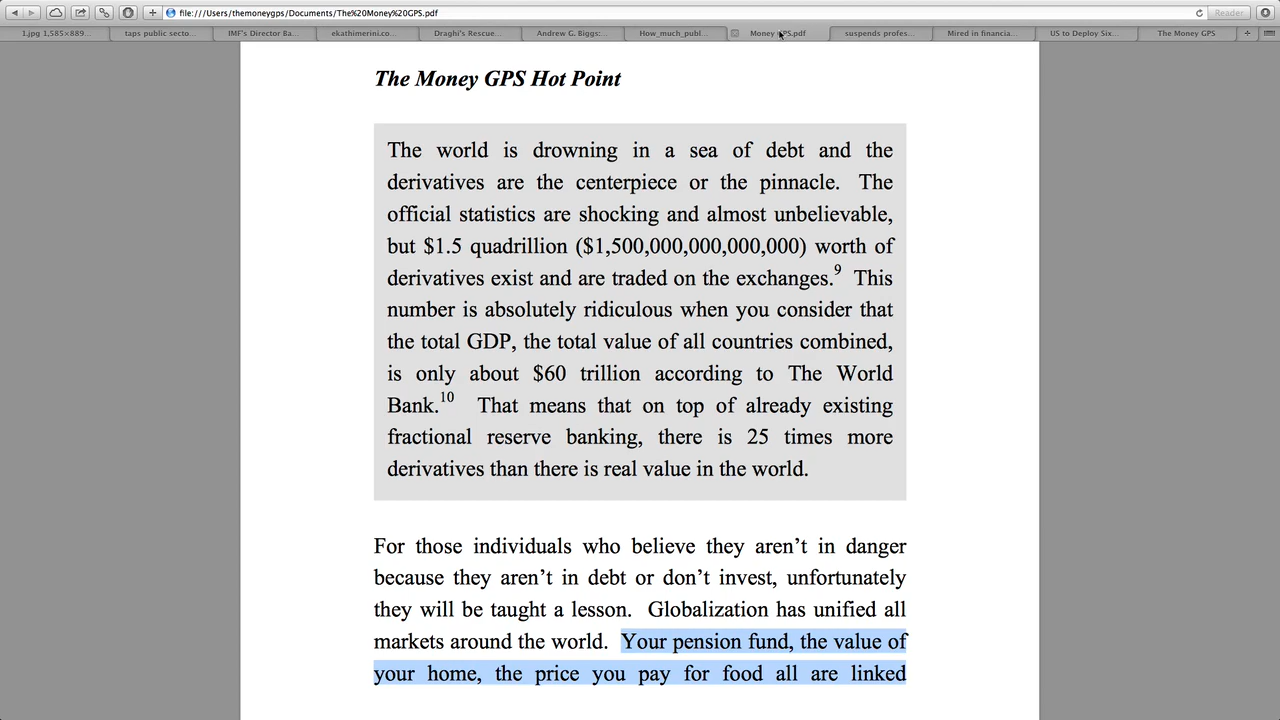 file:///Users/themoneygps/Documents/The%20Money%20GPS.pdf
Reader
1.jpg 1,585×889...
taps public secto...
IMF's Director Ba...
ekathimerini.co...
Draghi's Rescue...
Andrew G. Biggs:...
How_much_publ...
Money GPS.pdf
suspends profes...
Mired in financia...
US to Deploy Six...
The Money GPS
The Money GPS Hot Point
The world is drowning in a sea of debt and the
derivatives are the centerpiece or the pinnacle. The
official statistics are shocking and almost unbelievable,
but $1.5 quadrillion ($1,500,000,000,000,000) worth of
derivatives exist and are traded on the exchanges.9 This
number is absolutely ridiculous when you consider that
the total GDP, the total value of all countries combined,
is only about $60 trillion according to The World
Bank.10 That means that on top of already existing
fractional reserve banking, there is 25 times more
derivatives than there is real value in the world.
For those individuals who believe they aren't in danger
because they aren't in debt or don't invest, unfortunately
they will be taught a lesson. Globalization has unified all
markets around the world. Your pension fund, the value of
your home, the price you pay for food all are linked